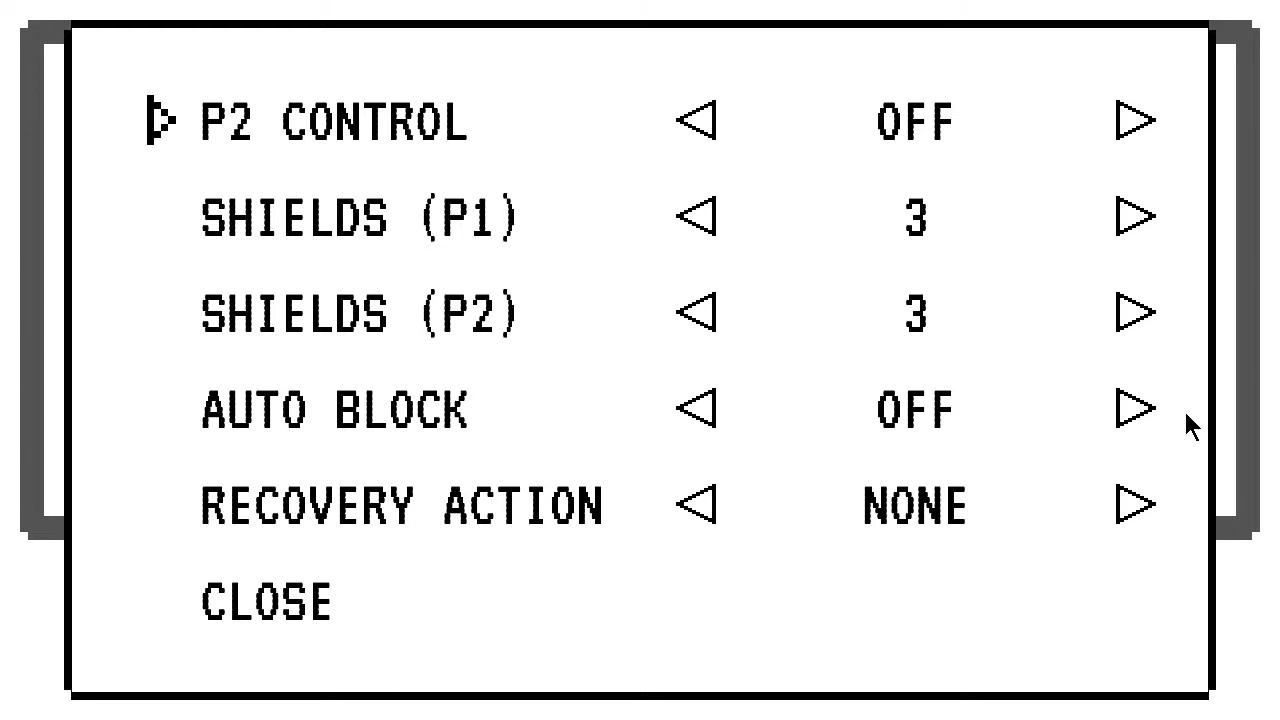 P2 CONTROL OFF
SHIELDS (P1) 3
SHIELDS (P2) 3
AUTO BLOCK OFF
RECOVERY ACTION NONE
CLOSE